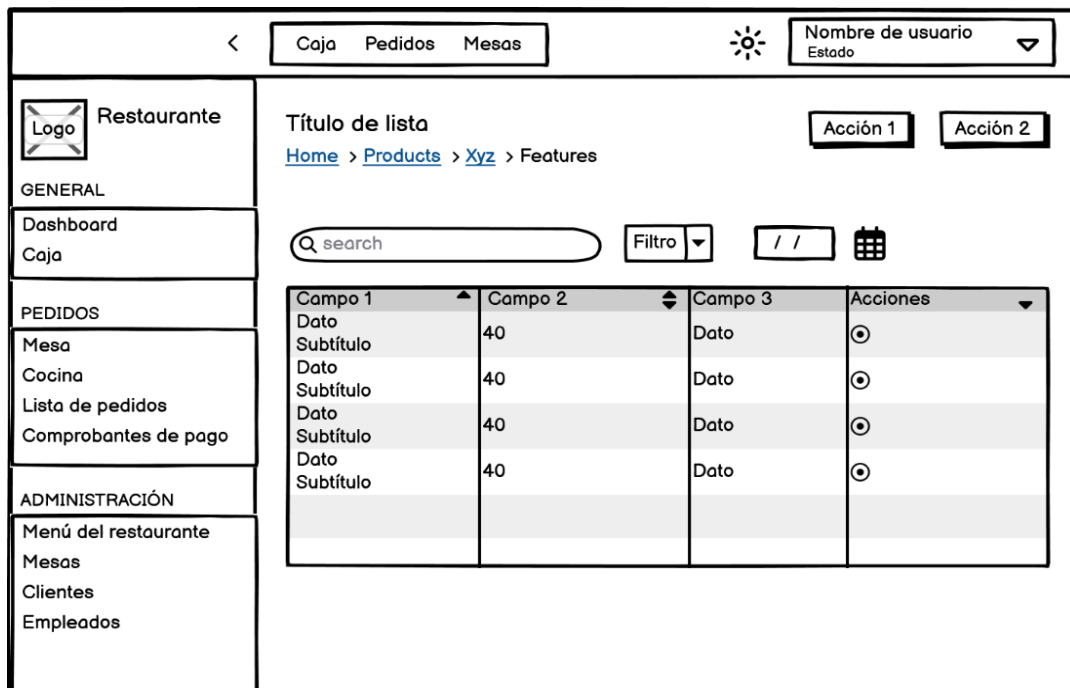 Caja Pedidos Mesas
Nombre de usuario
Estado
Logo
Restaurante
GENERAL
Dashboard
Caja
PEDIDOS
Mesa
Cocina
Lista de pedidos
Comprobantes de pago
ADMINISTRACIÓN
Menú del restaurante
Mesas
Clientes
Empleados
Título de lista
Acción 1 Acción 2
Home > Products > Xyz > Features
search Filtro / /
Campo 1 Campo 2 Campo 3 Acciones
Dato
Subtítulo 40 Dato
Dato
Subtítulo 40 Dato
Dato
Subtítulo 40 Dato
Dato
Subtítulo 40 Dato